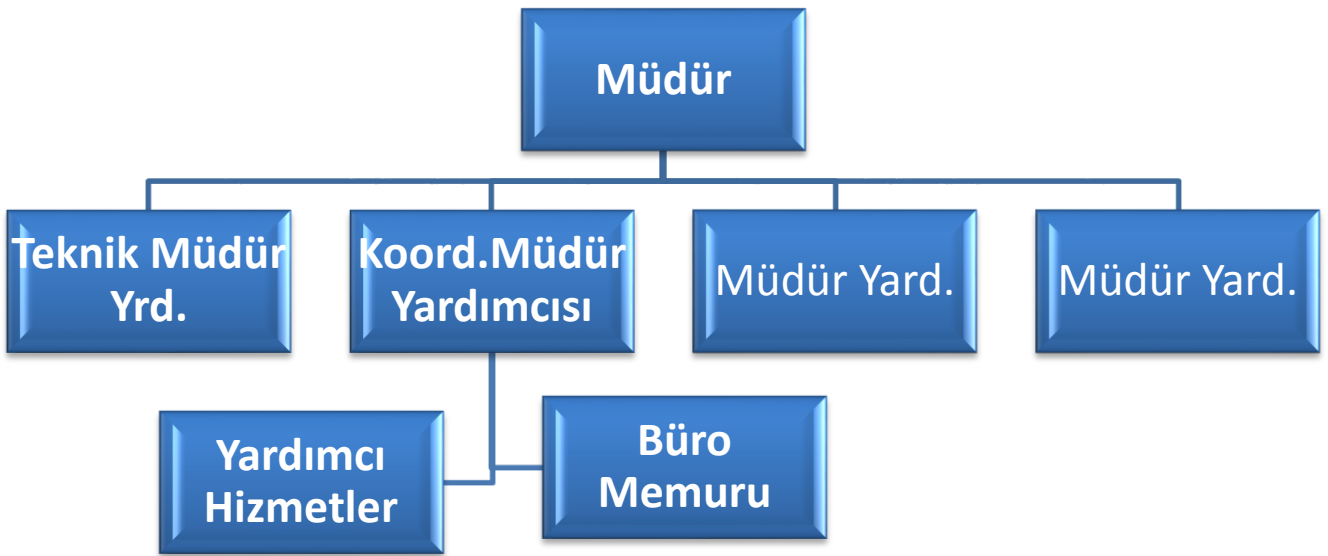 Müdür
Teknik Müdür
Yrd.
Koord.Müdür
Yardımcısı
Müdür Yard.
Müdür Yard.
Yardımcı
Hizmetler
Büro
Memuru